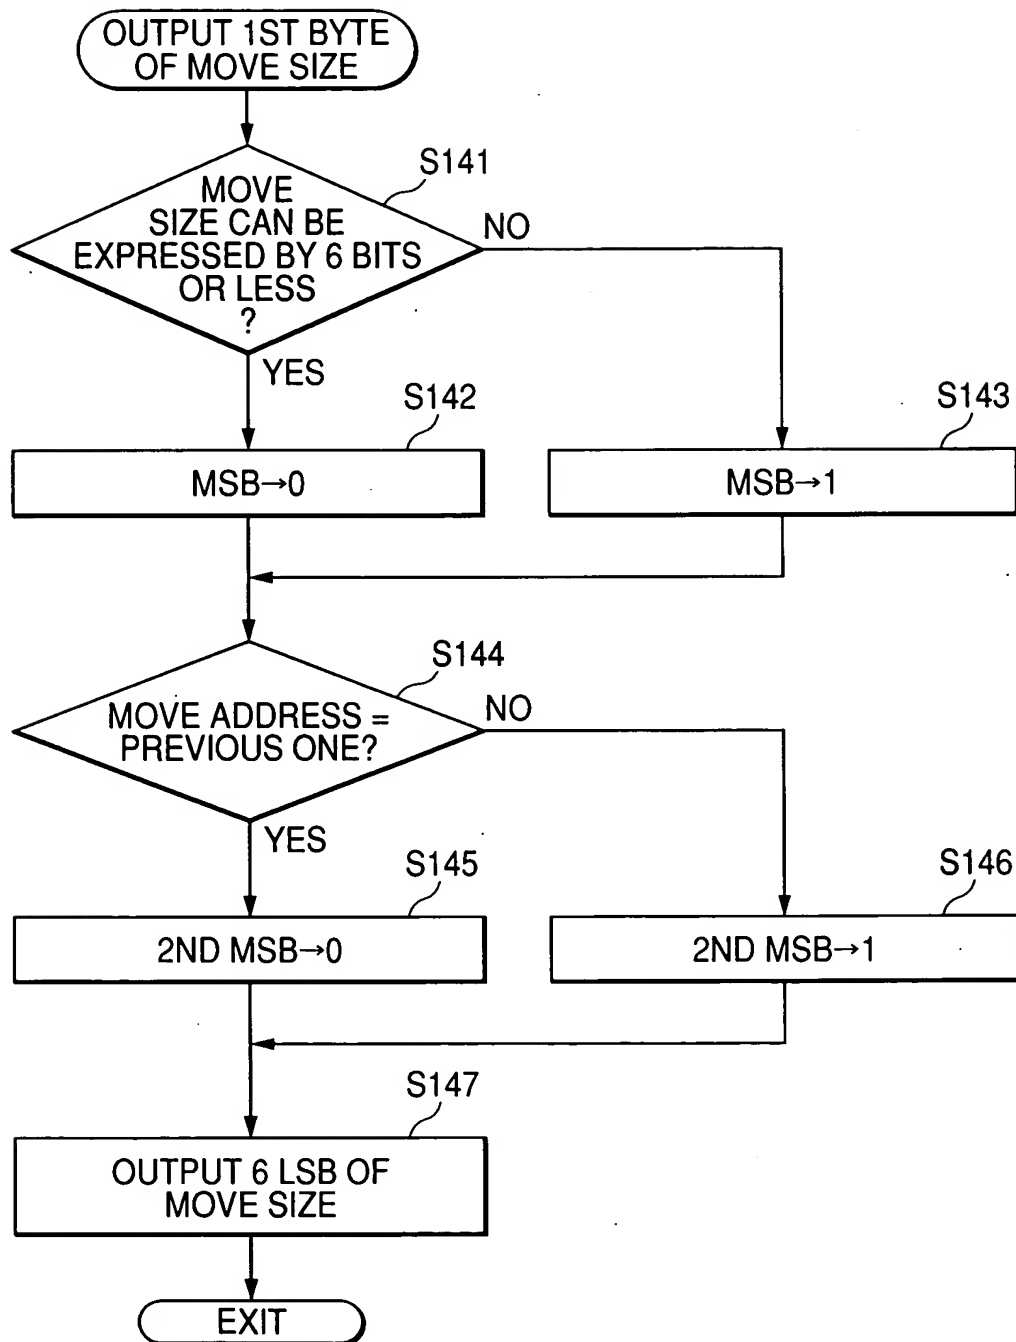 OUTPUT 1ST BYTE
OF MOVE SIZE
S141
MOVE
SIZE CAN BE
EXPRESSED BY 6 BITS
OR LESS
?
NO
YES
S142
MSB→0
S143
MSB→1
S144
MOVE ADDRESS =
PREVIOUS ONE?
NO
YES
S145
2ND MSB→0
S146
2ND MSB→1
S147
OUTPUT 6 LSB OF
MOVE SIZE
EXIT